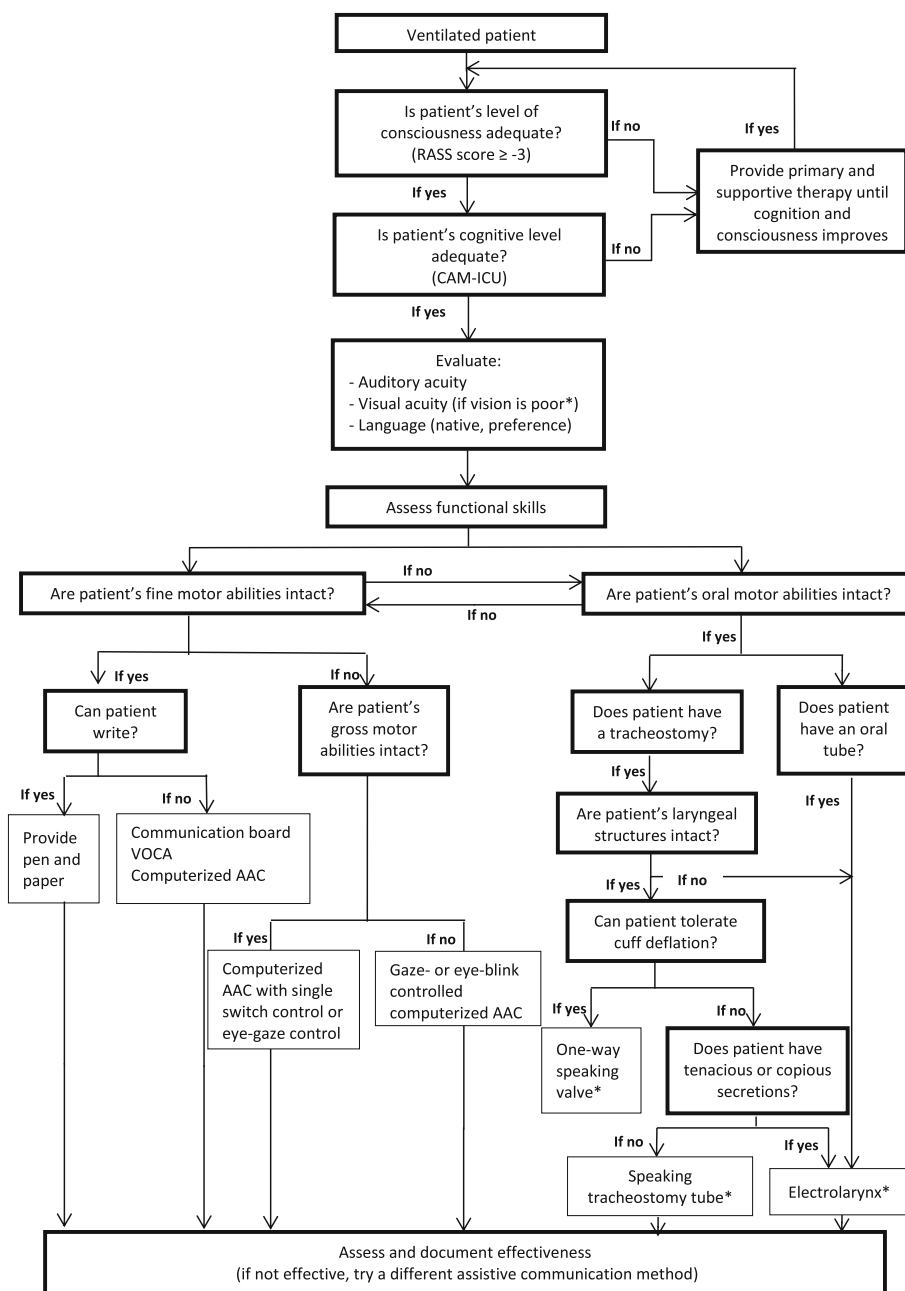 Ventilated patient
Is patient's level of
consciousness adequate?
(RASS score ≥ -3)
If no
If yes
Provide primary and
supportive therapy until
cognition and
consciousness improves
If yes
Is patient's cognitive level
adequate?
(CAM-ICU)
If no
If yes
Evaluate:
- Auditory acuity
- Visual acuity (if vision is poor*)
- Language (native, preference)
Assess functional skills
Are patient's fine motor abilities intact?
If no
If no
Are patient's oral motor abilities intact?
If yes
If no
If yes
Can patient
write?
Are patient's
gross motor
abilities intact?
Does patient have
a tracheostomy?
Does patient
have an oral
tube?
If yes
If no
If yes
If yes
Provide
pen and
paper
Communication board
VOCA
Computerized AAC
Are patient's laryngeal
structures intact?
If yes
If no
Can patient tolerate
cuff deflation?
If yes
If no
Computerized
AAC with single
switch control or
eye-gaze control
Gaze- or eye-blink
controlled
computerized AAC
If yes
If no
One-way
speaking
valve*
Does patient have
tenacious or copious
secretions?
If no
If yes
Speaking
tracheostomy tube*
Electrolarynx*
Assess and document effectiveness
(if not effective, try a different assistive communication method)